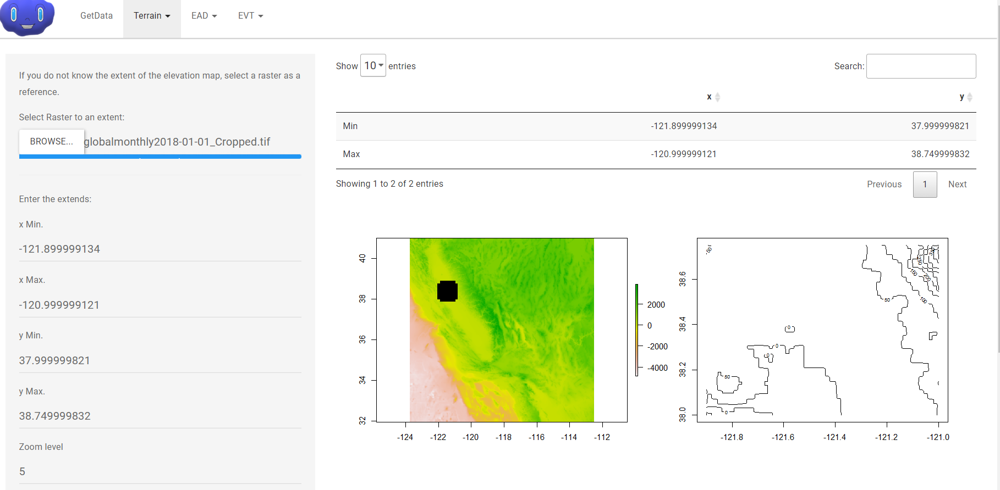 GetData Terrain EAD EVT
If you do not know the extent of the elevation map, select a raster as a
reference.
Select Raster to an extent:
BROWSE... globalmonthly2018-01-01_Cropped.tif
Enter the extends:
x Min.
-121.899999134
x Max.
-120.999999121
y Min.
37.999999821
y Max.
38.749999832
Zoom level
5
Show 10 entries
Search:
x y
Min -121.899999134 37.999999821
Max -120.999999121 38.749999832
Showing 1 to 2 of 2 entries
Previous 1 Next
40
38
36
34
32
-124 -122 -120 -118 -116 -114 -112
2000
0
-2000
-4000
38.6
38.4
38.2
38.0
-121.8 -121.6 -121.4 -121.2 -121.0
50
250
150
200
100
50
0
0
0
50
0